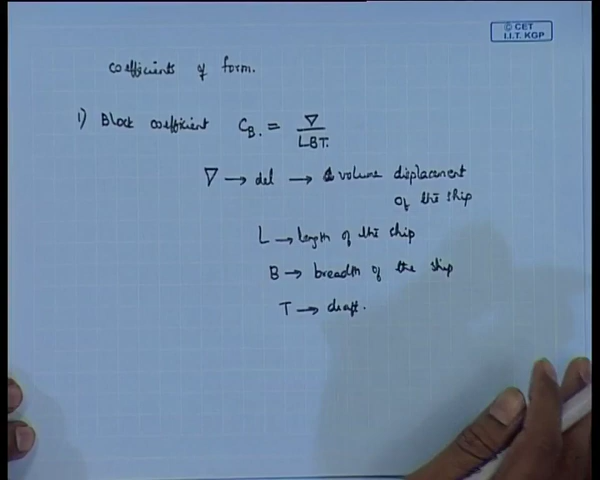 © CET
I.I.T. KGP
coefficients of form.
1) Block coefficient C_B. = ∇ / LBT.
∇ → del → volume displacement
of the ship
L → length of the ship
B → breadth of the ship
T → draft.